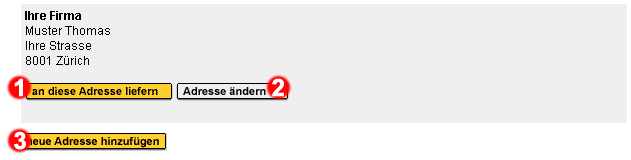 Ihre Firma
Muster Thomas
Ihre Strasse
8001 Zürich
1 an diese Adresse liefern Adresse ändern 2
3 neue Adresse hinzufügen